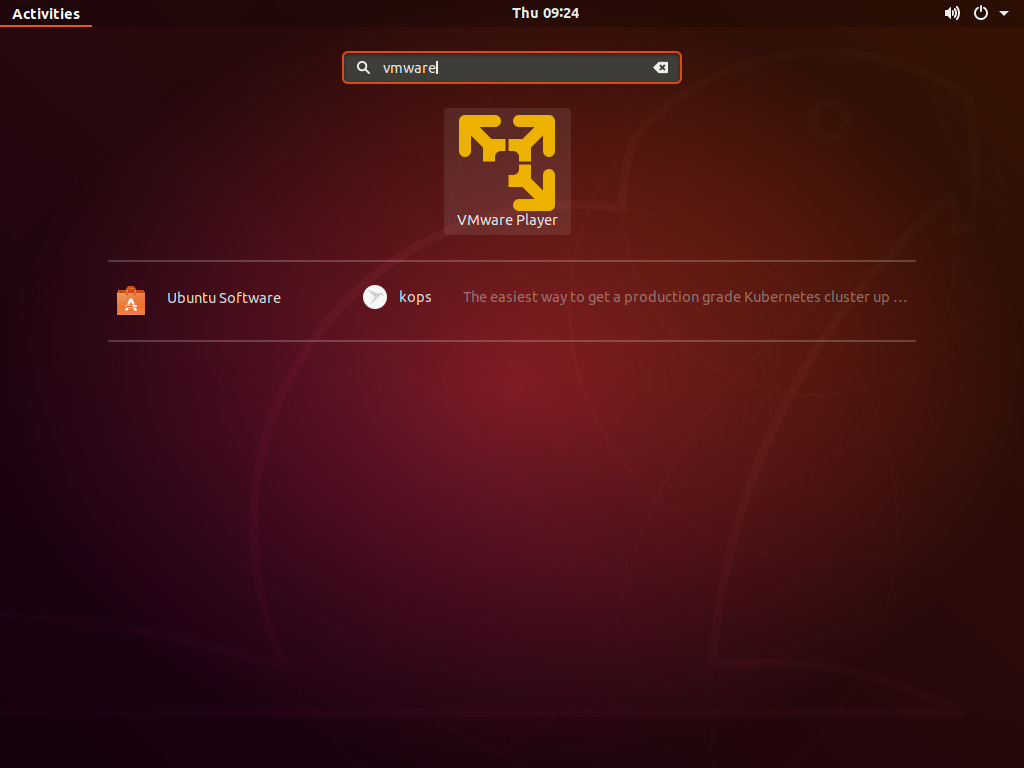 Activities
Thu 09:24
vmware
VMware Player
Ubuntu Software
kops
The easiest way to get a production grade Kubernetes cluster up …